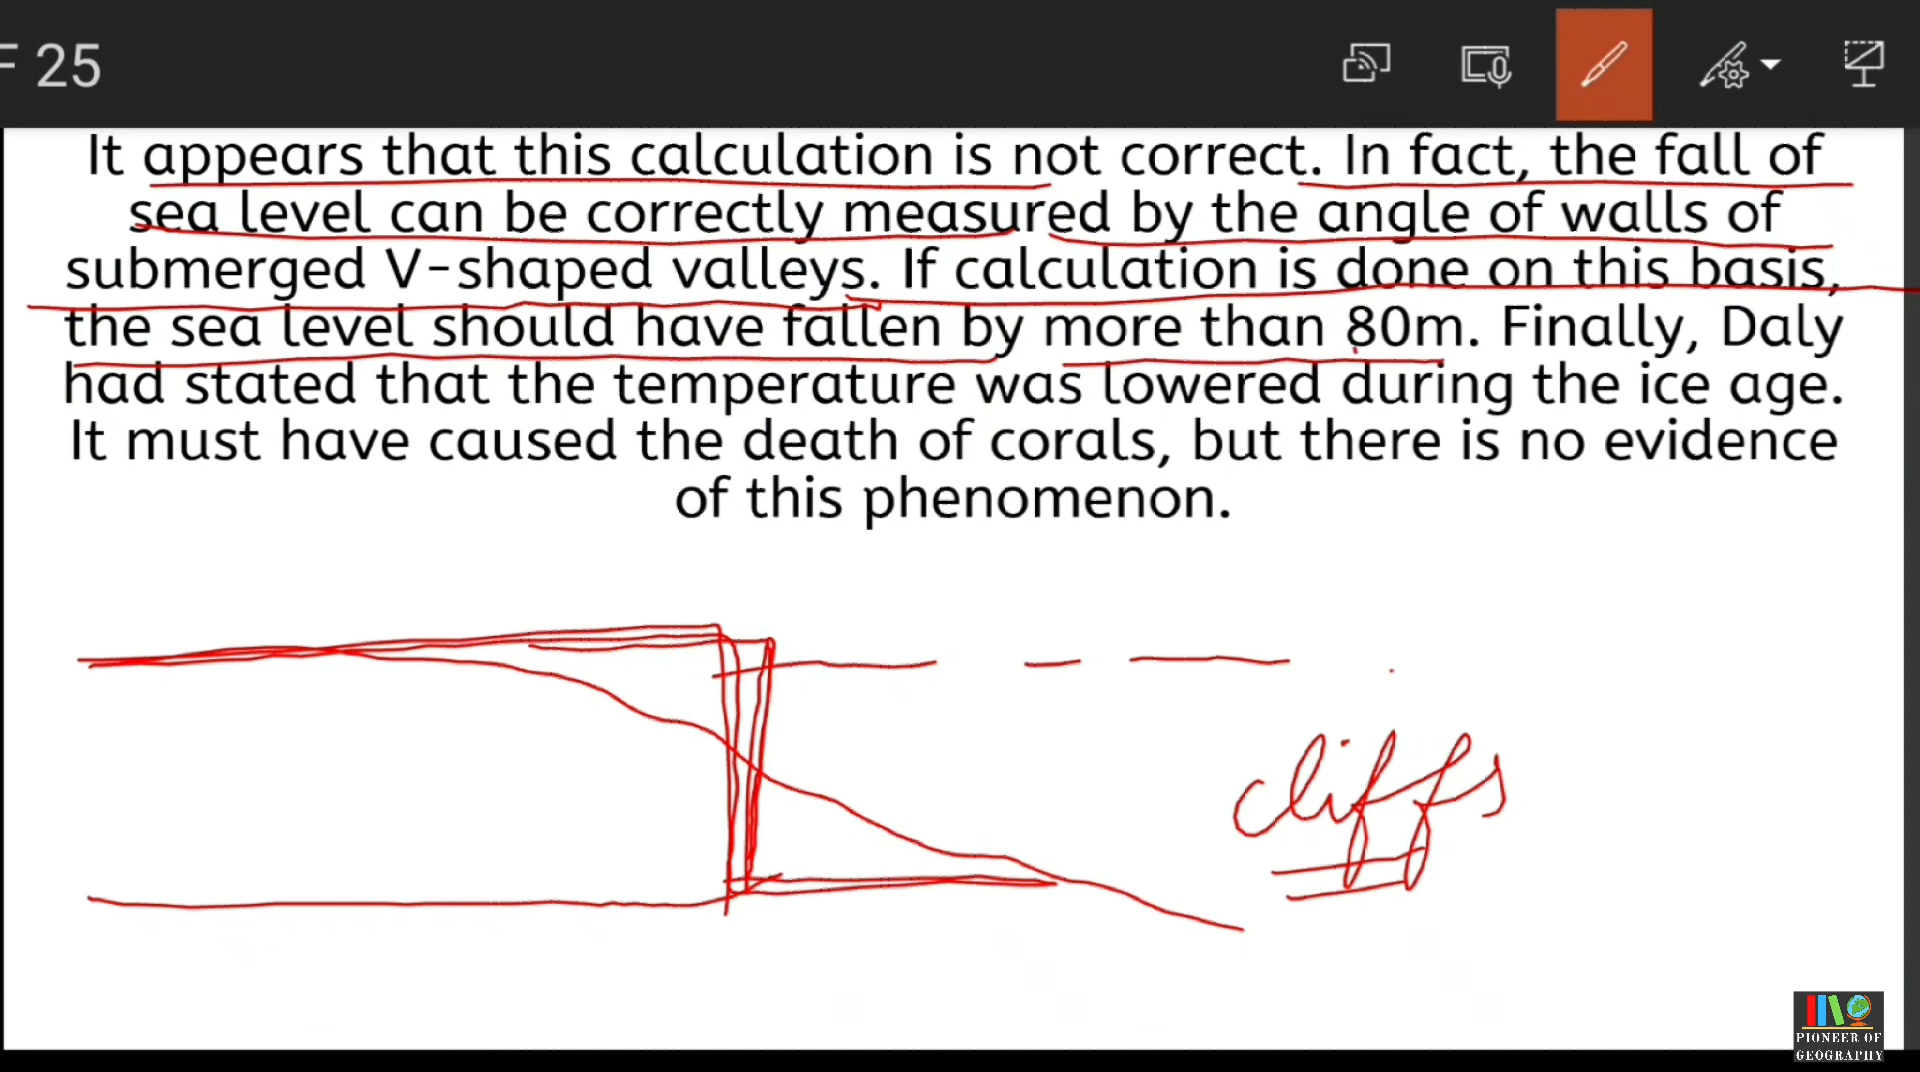 F 25
It appears that this calculation is not correct. In fact, the fall of
sea level can be correctly measured by the angle of walls of
submerged V-shaped valleys. If calculation is done on this basis,
the sea level should have fallen by more than 80m. Finally, Daly
had stated that the temperature was lowered during the ice age.
It must have caused the death of corals, but there is no evidence
of this phenomenon.
cliffs
PIONEER OF
GEOGRAPHY